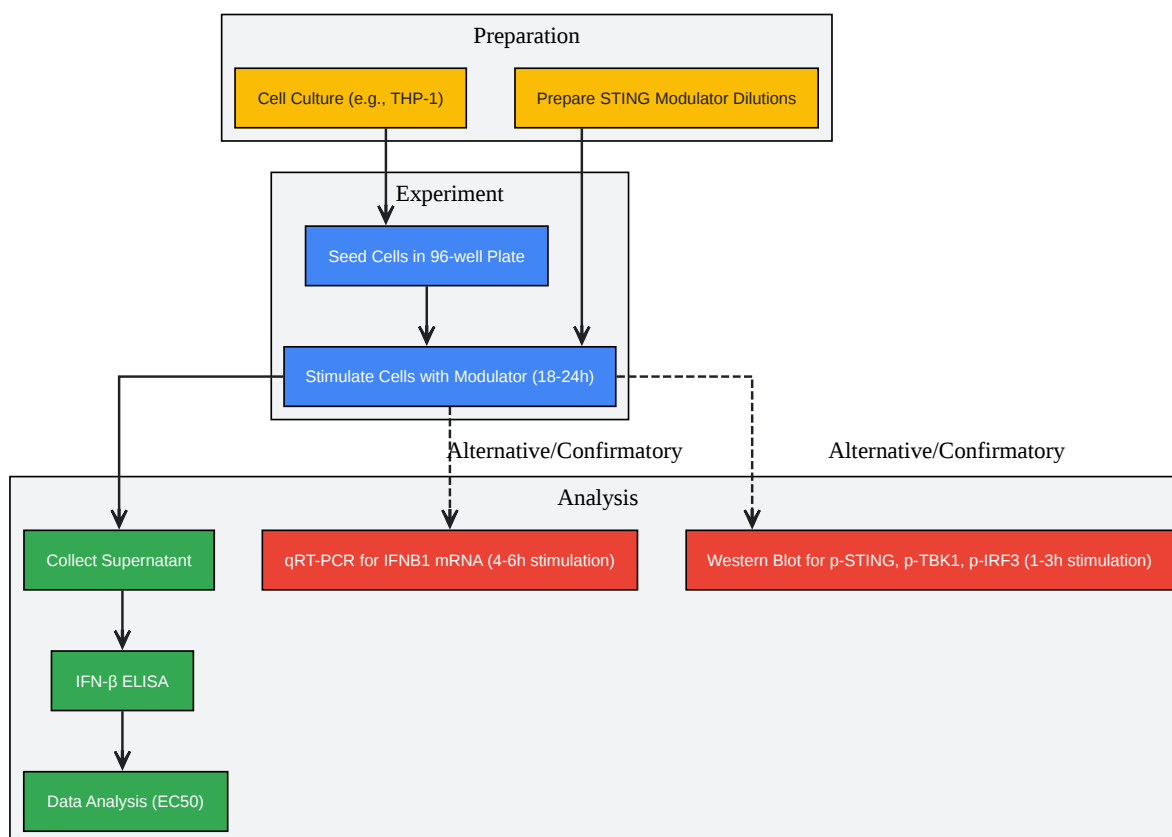 Preparation
Cell Culture (e.g., THP-1)
Prepare STING Modulator Dilutions
Experiment
Seed Cells in 96-well Plate
Stimulate Cells with Modulator (18-24h)
Alternative/Confirmatory
Alternative/Confirmatory
Analysis
Collect Supernatant
qRT-PCR for IFNB1 mRNA (4-6h stimulation)
Western Blot for p-STING, p-TBK1, p-IRF3 (1-3h stimulation)
IFN-β ELISA
Data Analysis (EC50)